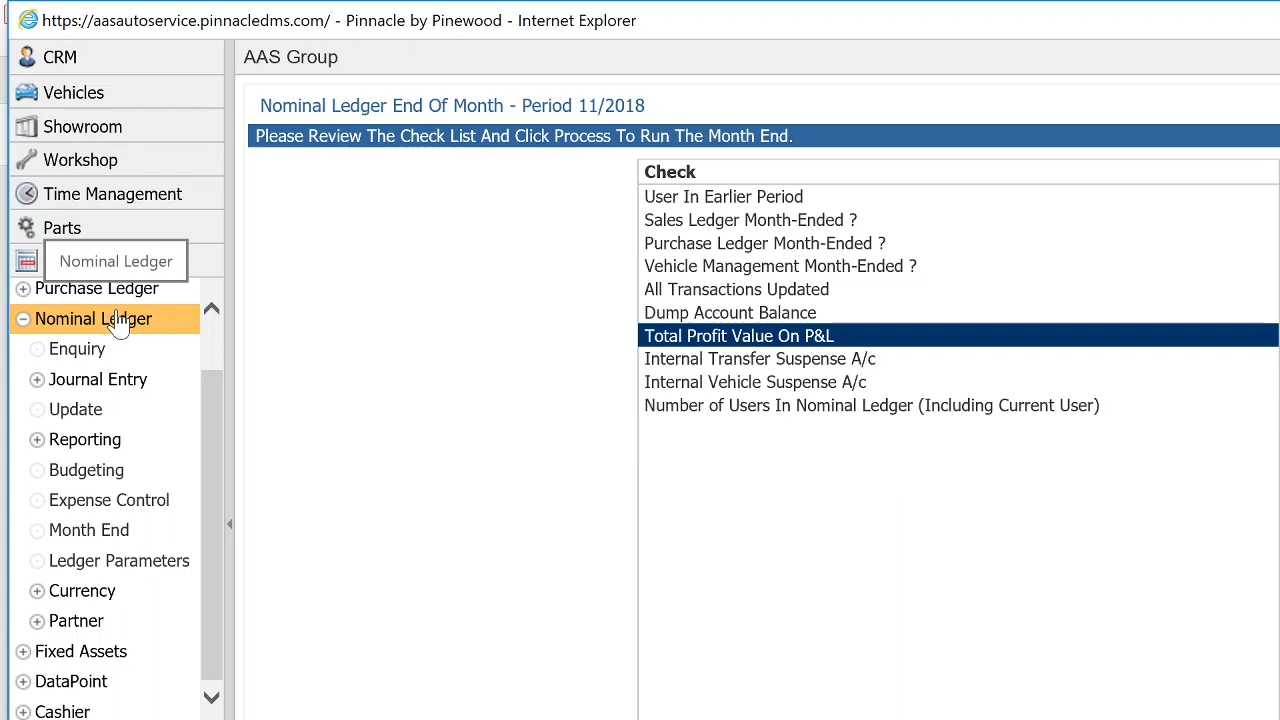 https://aasautoservice.pinnacledms.com/ - Pinnacle by Pinewood - Internet Explorer
CRM
Vehicles
Showroom
Workshop
Time Management
Parts
Nominal Ledger
Purchase Ledger
Nominal Ledger
Enquiry
Journal Entry
Update
Reporting
Budgeting
Expense Control
Month End
Ledger Parameters
Currency
Partner
Fixed Assets
DataPoint
Cashier
AAS Group
Nominal Ledger End Of Month - Period 11/2018
Please Review The Check List And Click Process To Run The Month End.
Check
User In Earlier Period
Sales Ledger Month-Ended ?
Purchase Ledger Month-Ended ?
Vehicle Management Month-Ended ?
All Transactions Updated
Dump Account Balance
Total Profit Value On P&L
Internal Transfer Suspense A/c
Internal Vehicle Suspense A/c
Number of Users In Nominal Ledger (Including Current User)